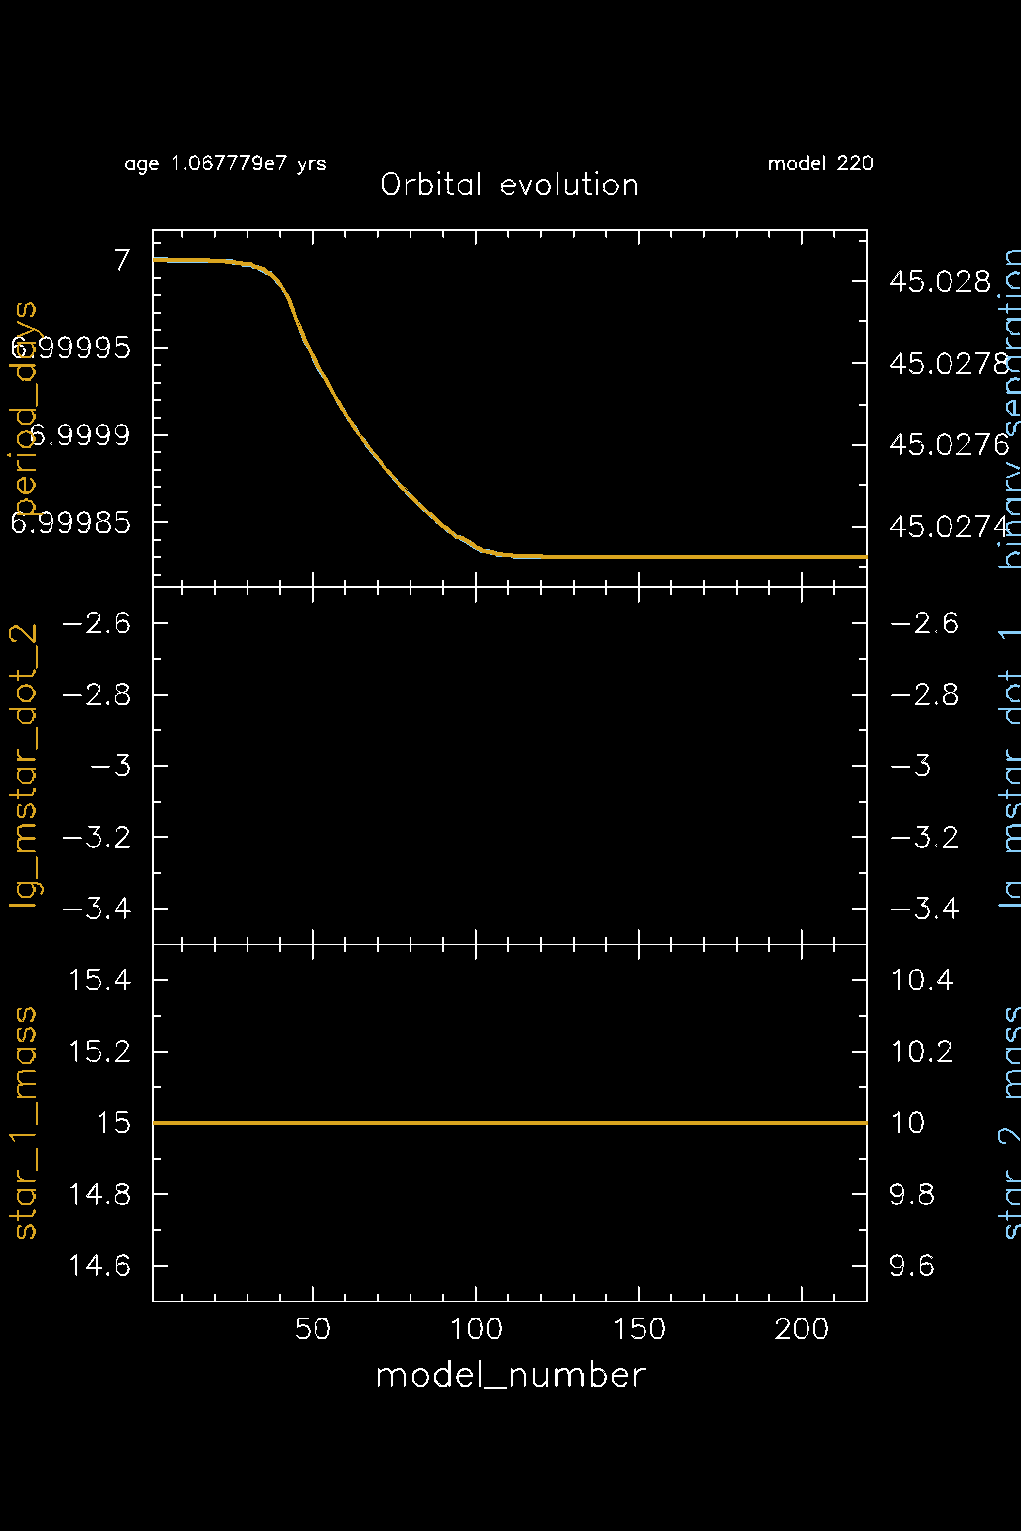 age 1.067779e7 yrs
model 220
Orbital evolution
period_days
7
6.99995
6.9999
6.99985
45.028
45.0278
45.0276
45.0274
binary separation
lg_mstar_dot_2
−2.6
−2.8
−3
−3.2
−3.4
−2.6
−2.8
−3
−3.2
−3.4
lg_mstar_dot_1
star_1_mass
15.4
15.2
15
14.8
14.6
10.4
10.2
10
9.8
9.6
star_2_mass
50 100 150 200
model_number